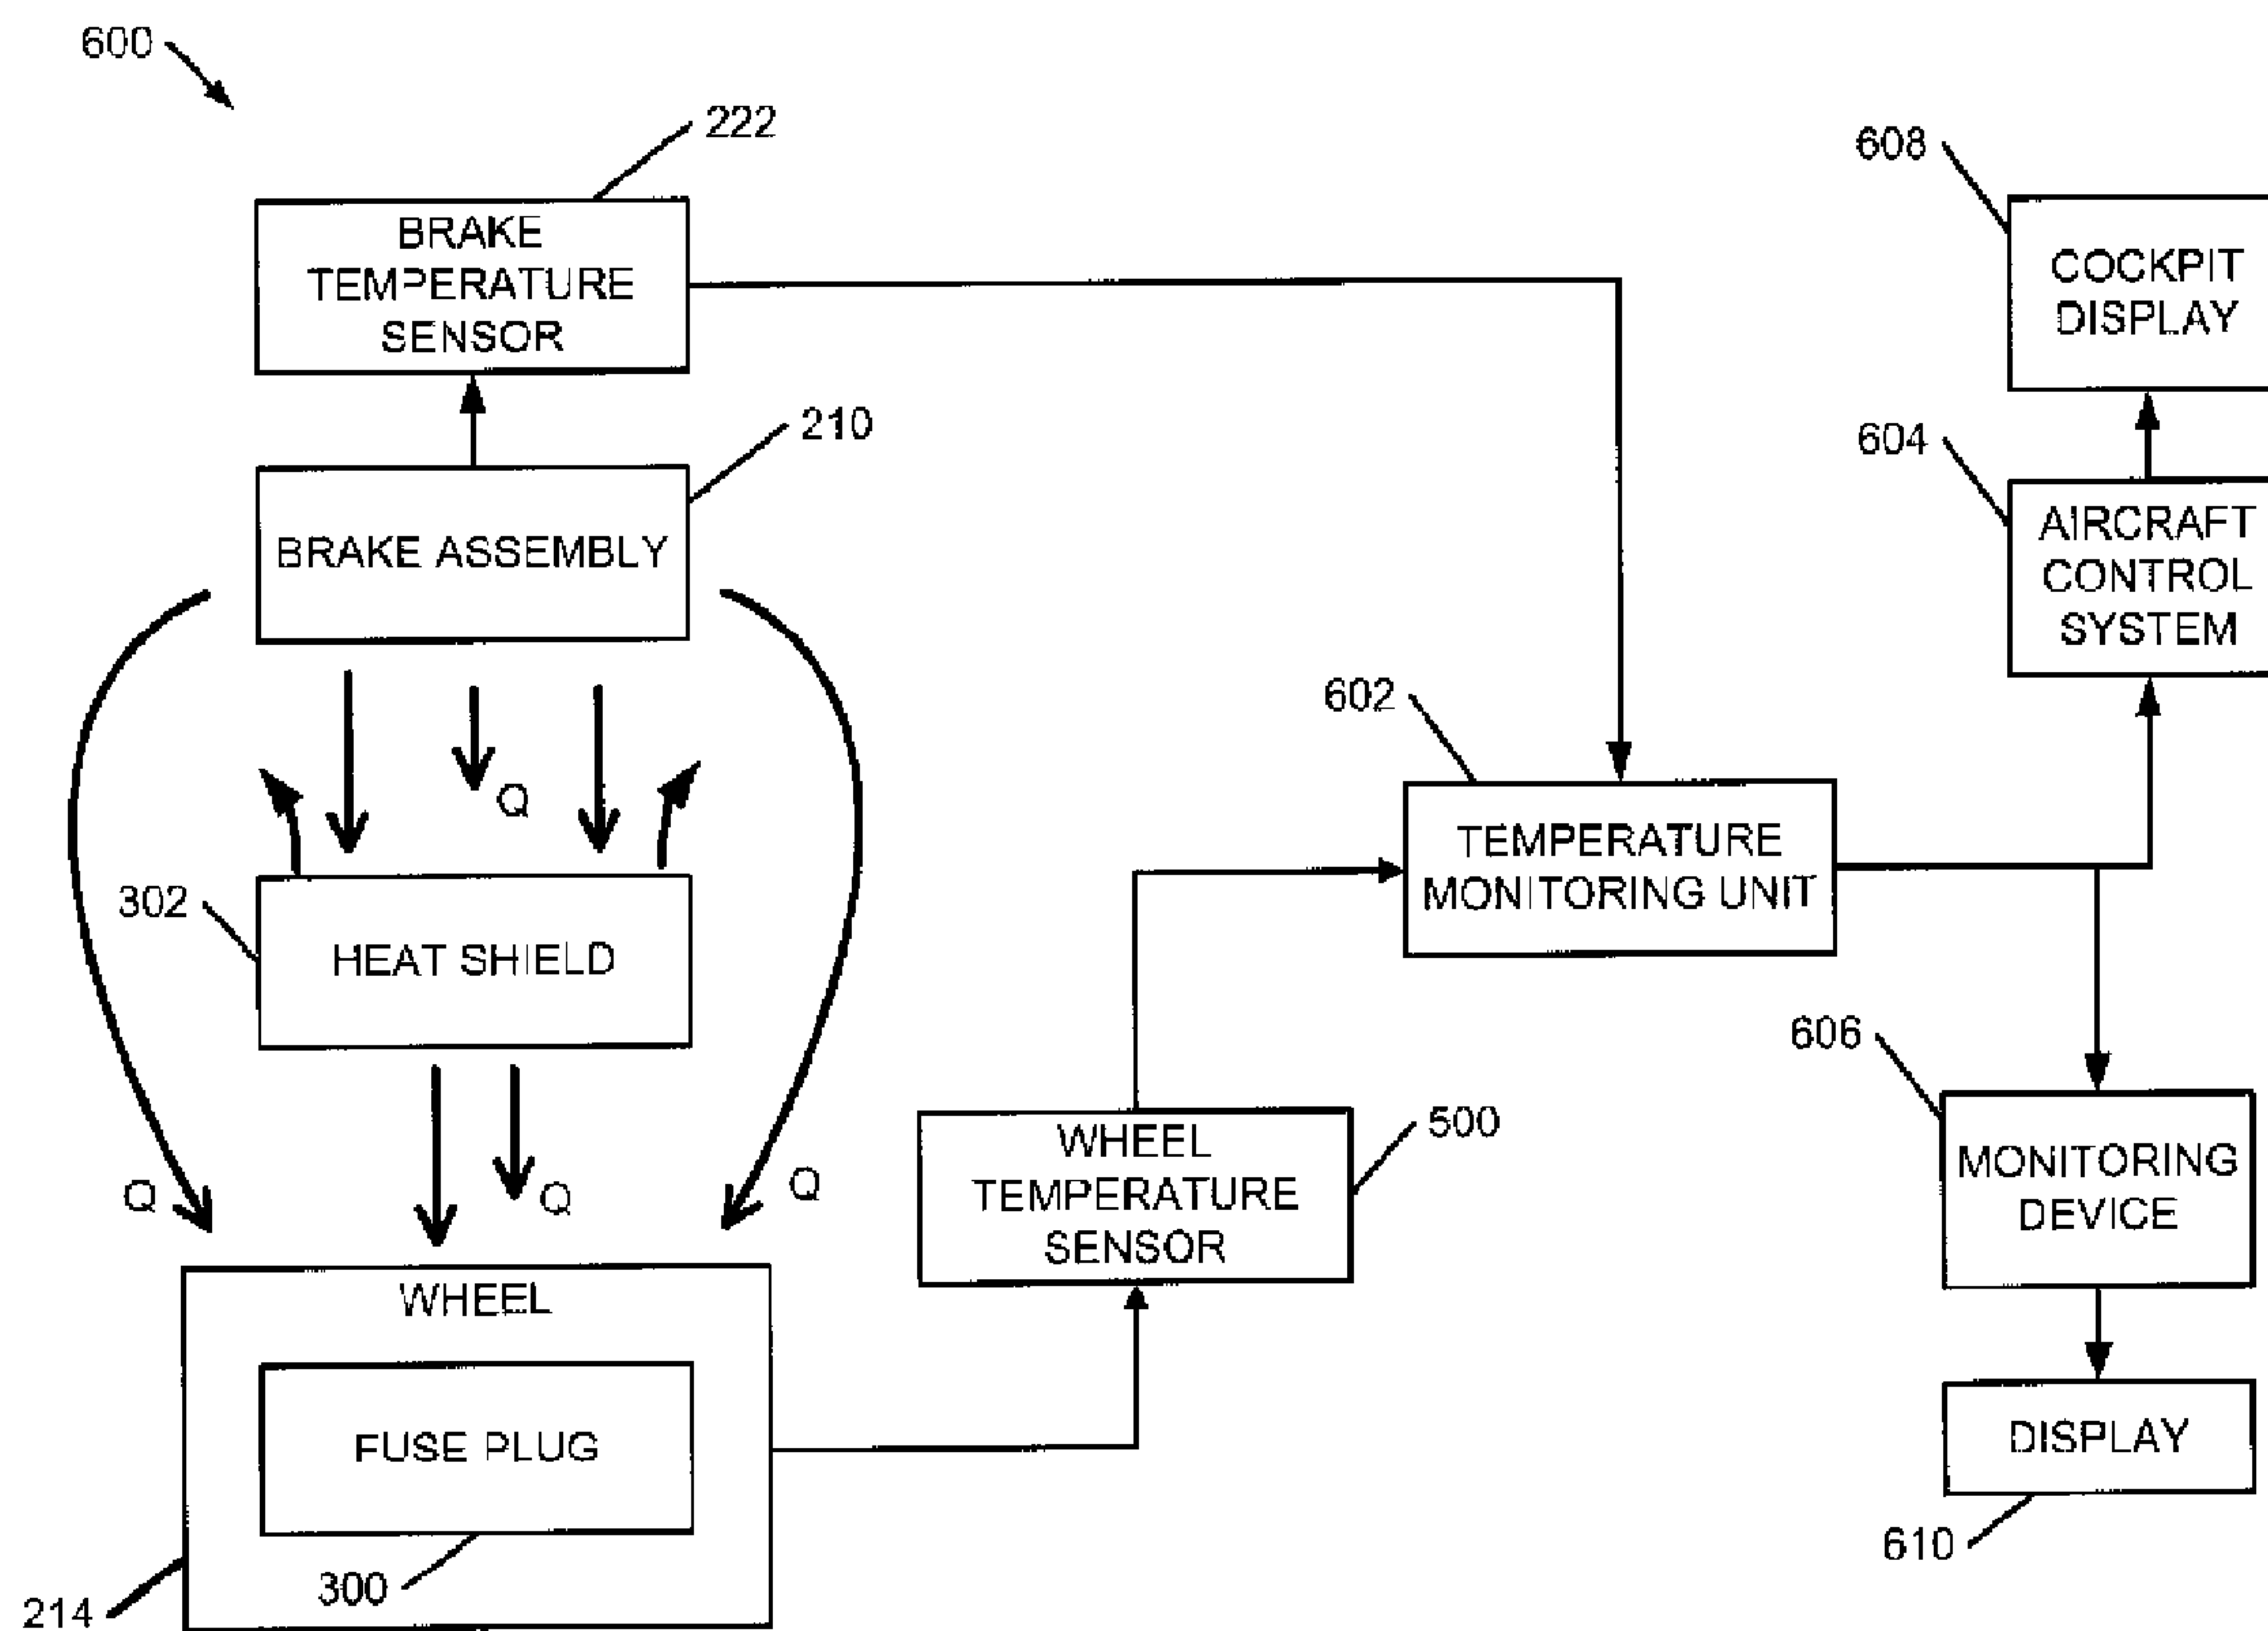 600
222
608
BRAKE
TEMPERATURE
SENSOR
COCKPIT
DISPLAY
210
604
BRAKE ASSEMBLY
AIRCRAFT
CONTROL
SYSTEM
602
Q
TEMPERATURE
MONITORING UNIT
302
HEAT SHIELD
606
500
WHEEL
TEMPERATURE
SENSOR
MONITORING
DEVICE
Q
Q
Q
WHEEL
FUSE PLUG
DISPLAY
610
300
214